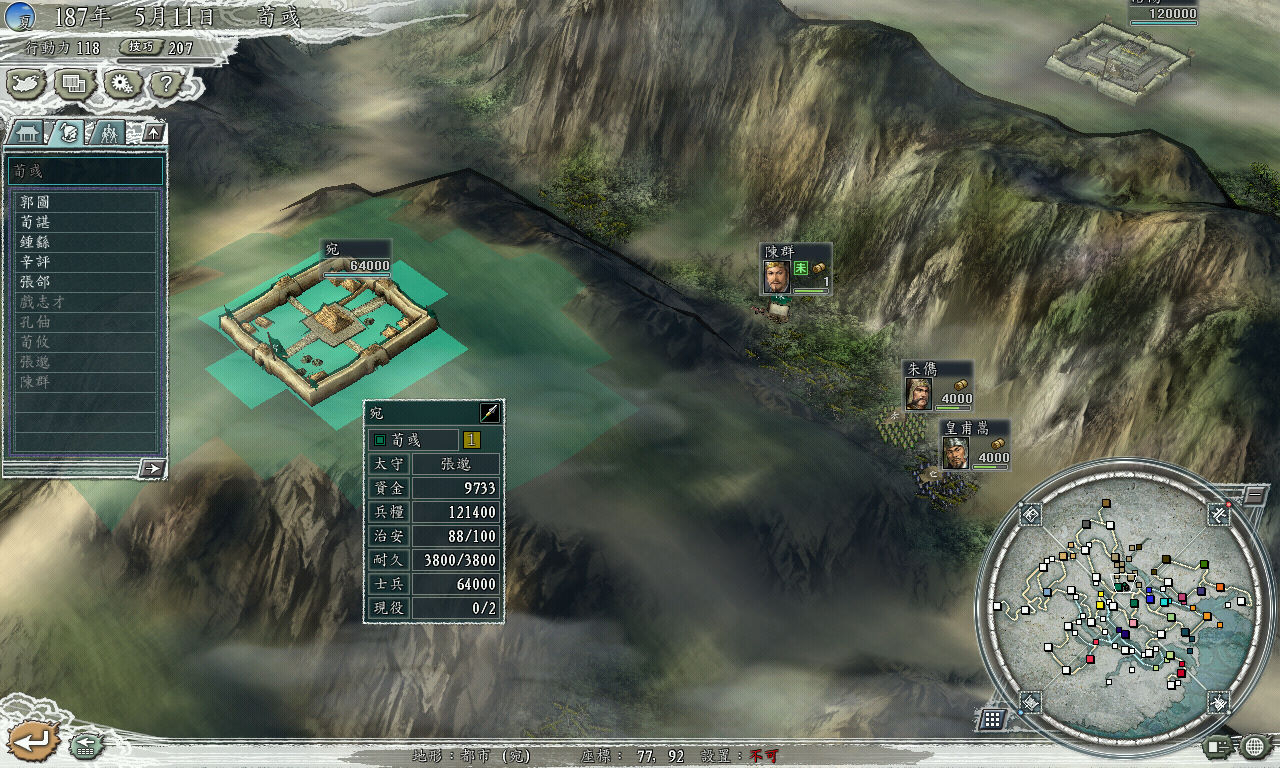 夏 187年 5月11日 荀彧
行動力 118 技巧 207
?
荀彧
郭圖
荀諶
鍾繇
辛評
張郃
戲志才
孔伷
荀攸
張邈
陳群
120000
宛
64000
陳群
未
1
朱儁
4000
皇甫嵩
4000
宛
荀彧 1
太守 張邈
資金 9733
兵糧 121400
治安 88/100
耐久 3800/3800
士兵 64000
現役 0/2
地形：都市 (宛) 座標： 77, 92 設置：不可